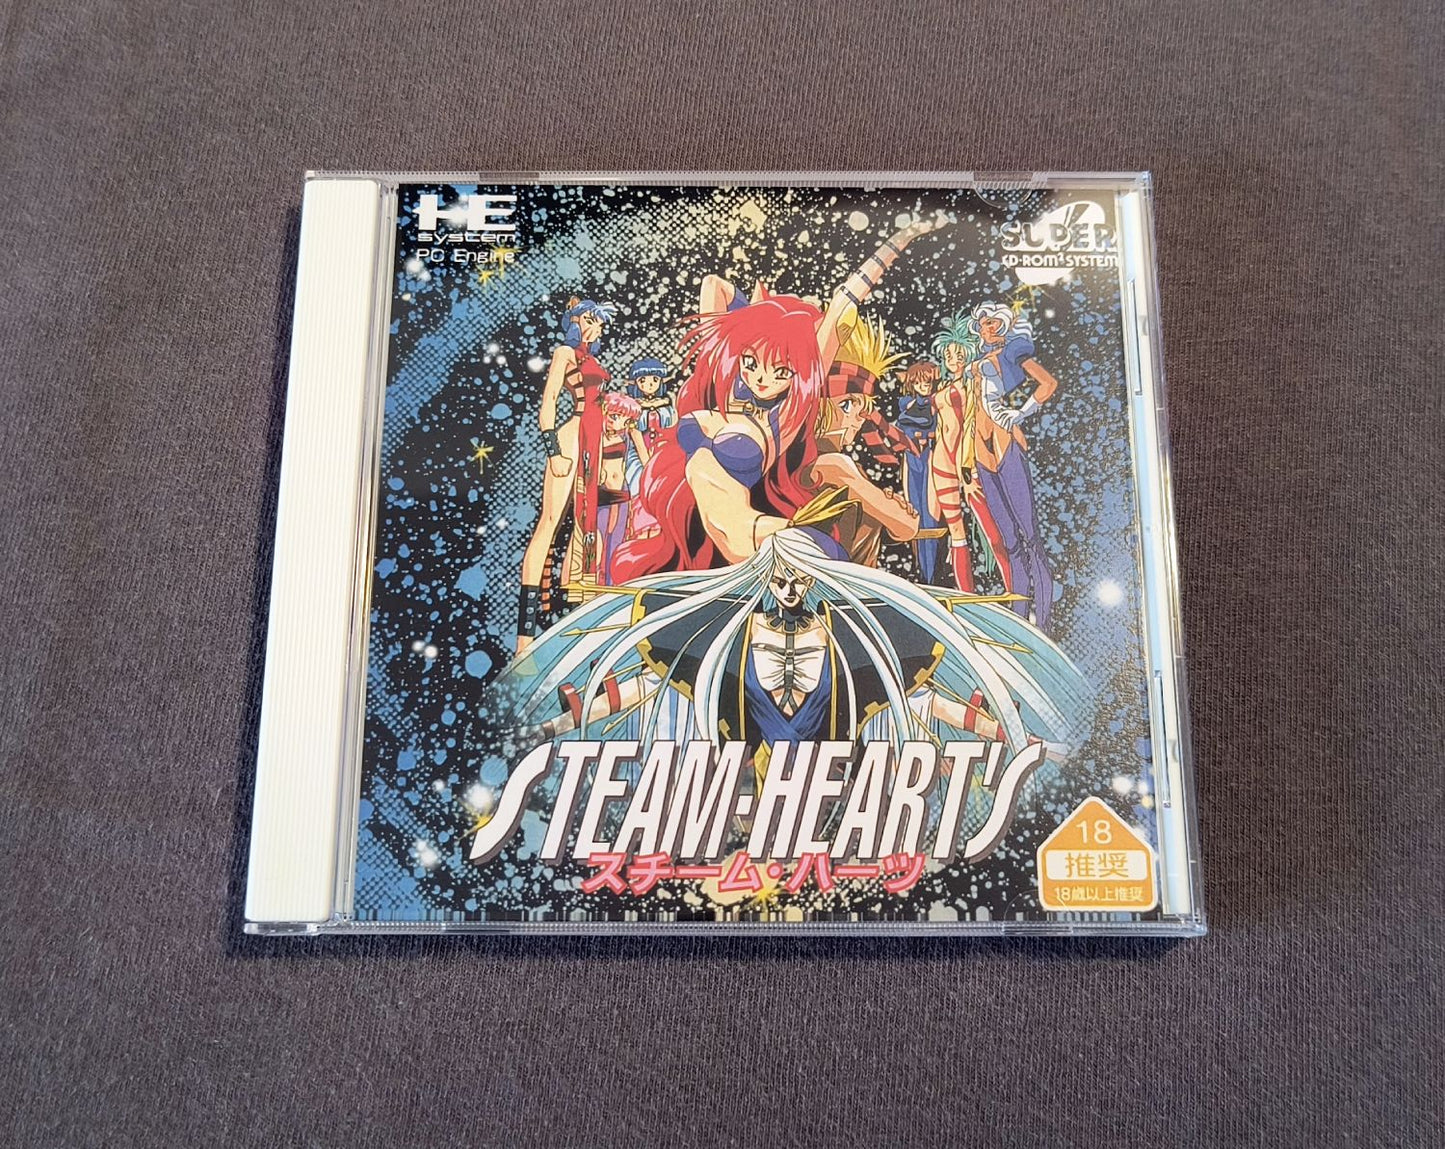 HE
system
PC Engine
SUPER
CD-ROM² SYSTEM
STEAM-HEART'S
スチーム・ハーツ
18
推奨
18歳以上推奨